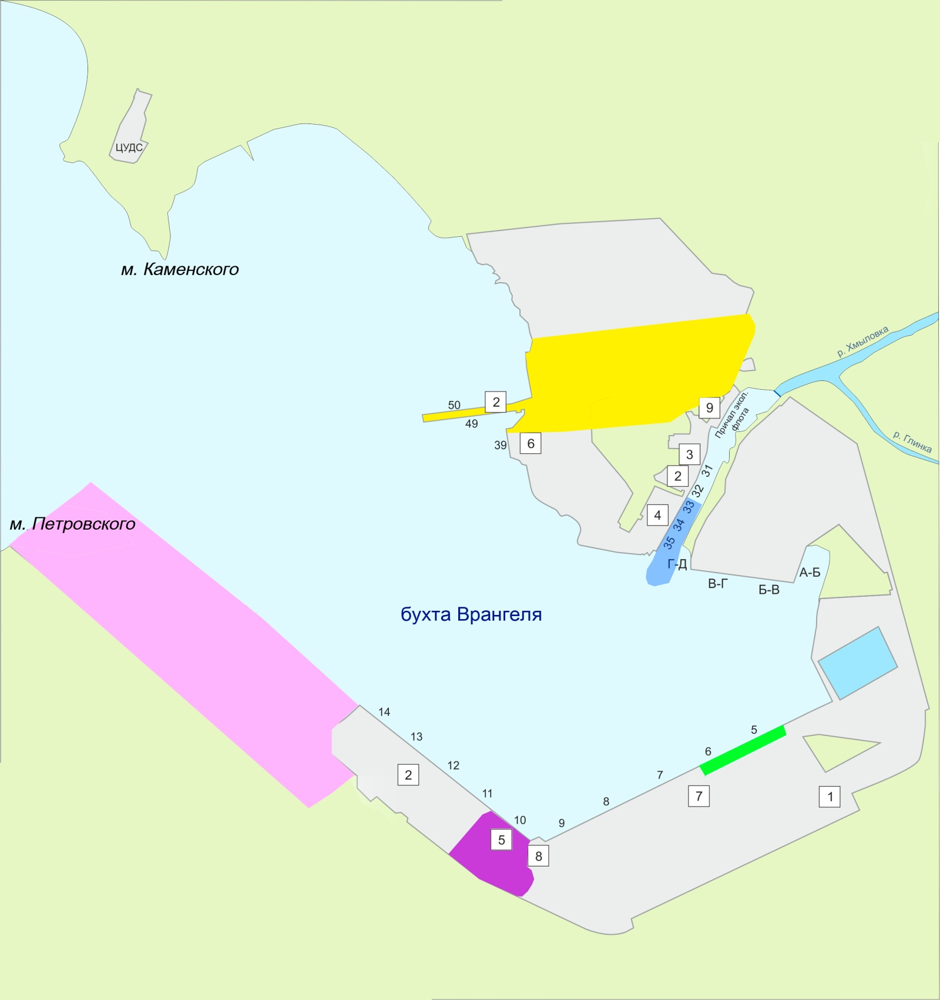 ЦУДС
м. Каменского
р. Хмыловка
50
2
49
9
Причал экол.
флота
р. Глинка
39
6
3
31
2
32
33
4
34
м. Петровского
35
Г-Д
А-Б
В-Г
Б-В
бухта Врангеля
14
5
13
6
12
2
7
11
7
1
8
10
9
5
8